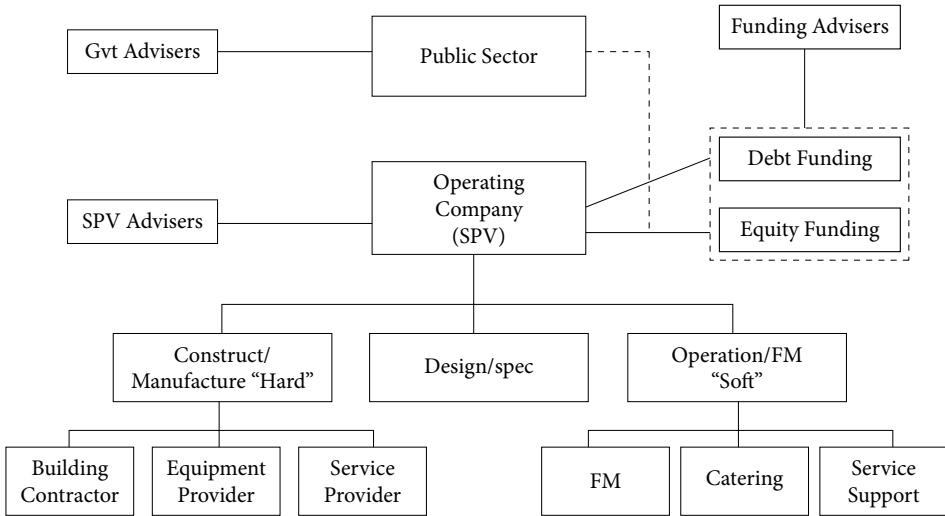 Funding Advisers
Gvt Advisers
Public Sector
Debt Funding
Operating
Company
(SPV)
SPV Advisers
Equity Funding
Construct/
Manufacture “Hard”
Design/spec
Operation/FM
“Soft”
Building
Contractor
Equipment
Provider
Service
Provider
FM
Catering
Service
Support